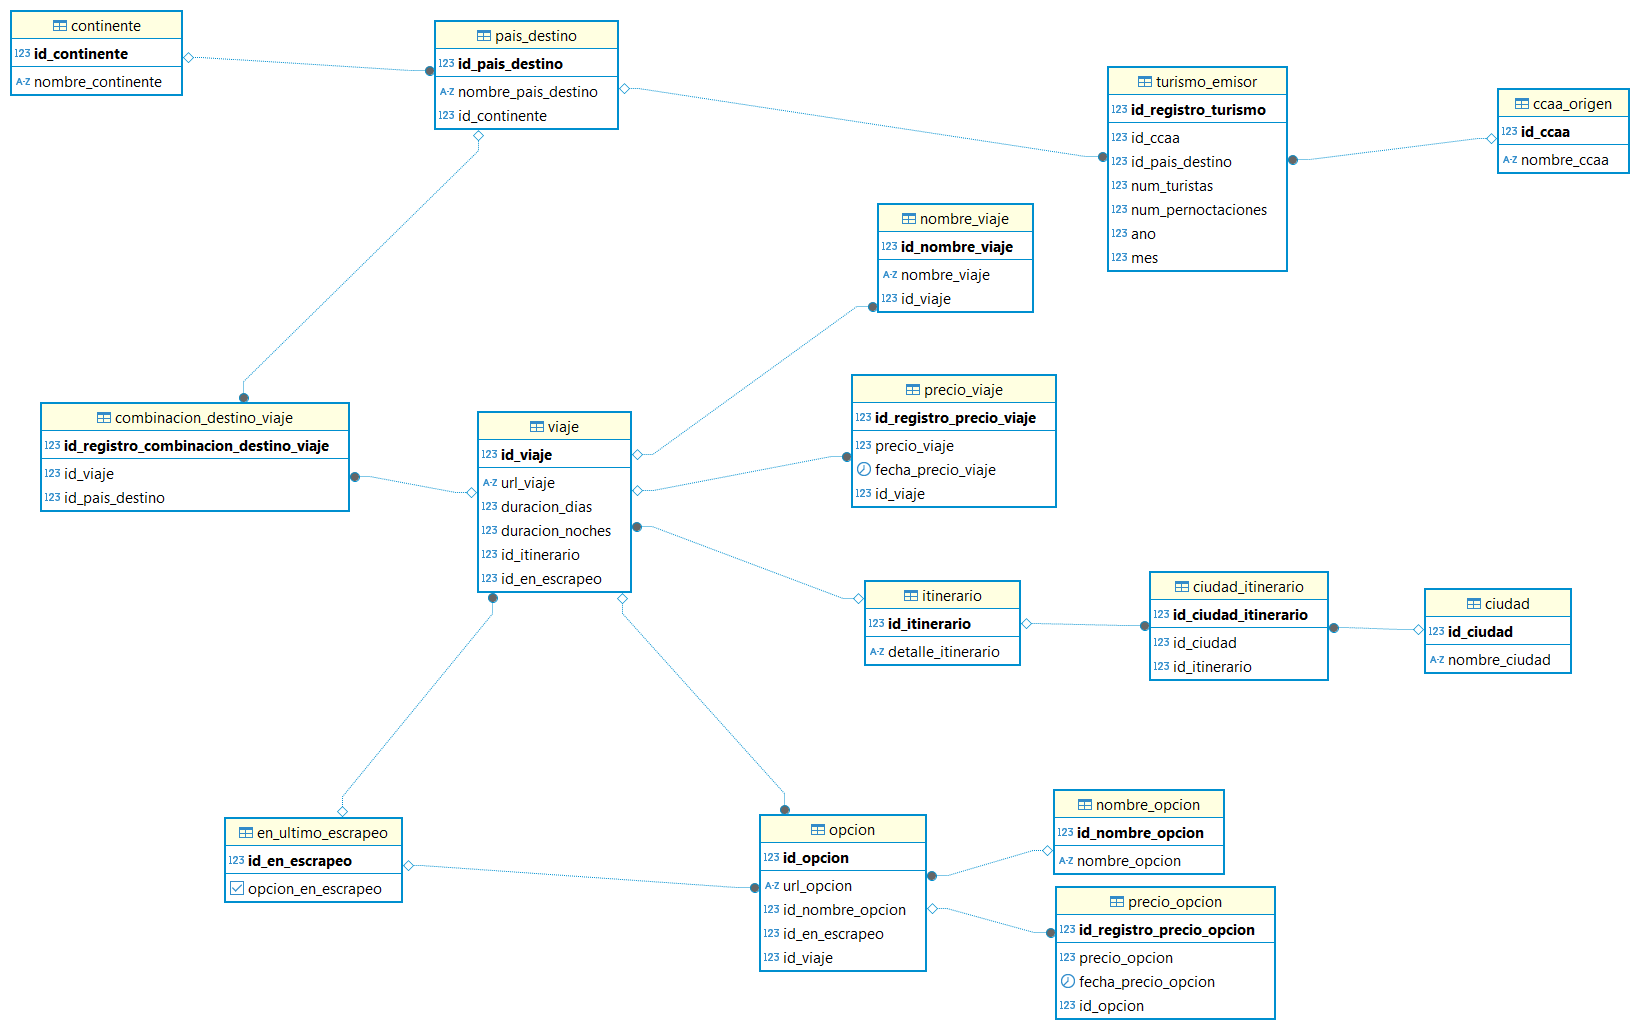 continente
123 id_continente
A-Z nombre_continente
pais_destino
123 id_pais_destino
A-Z nombre_pais_destino
123 id_continente
turismo_emisor
123 id_registro_turismo
123 id_ccaa
123 id_pais_destino
123 num_turistas
123 num_pernoctaciones
123 ano
123 mes
ccaa_origen
123 id_ccaa
A-Z nombre_ccaa
nombre_viaje
123 id_nombre_viaje
A-Z nombre_viaje
123 id_viaje
combinacion_destino_viaje
123 id_registro_combinacion_destino_viaje
123 id_viaje
123 id_pais_destino
viaje
123 id_viaje
A-Z url_viaje
123 duracion_dias
123 duracion_noches
123 id_itinerario
123 id_en_escrapeo
precio_viaje
123 id_registro_precio_viaje
123 precio_viaje
fecha_precio_viaje
123 id_viaje
itinerario
123 id_itinerario
A-Z detalle_itinerario
ciudad_itinerario
123 id_ciudad_itinerario
123 id_ciudad
123 id_itinerario
ciudad
123 id_ciudad
A-Z nombre_ciudad
en_ultimo_escrapeo
123 id_en_escrapeo
opcion_en_escrapeo
opcion
123 id_opcion
A-Z url_opcion
123 id_nombre_opcion
123 id_en_escrapeo
123 id_viaje
nombre_opcion
123 id_nombre_opcion
A-Z nombre_opcion
precio_opcion
123 id_registro_precio_opcion
123 precio_opcion
fecha_precio_opcion
123 id_opcion